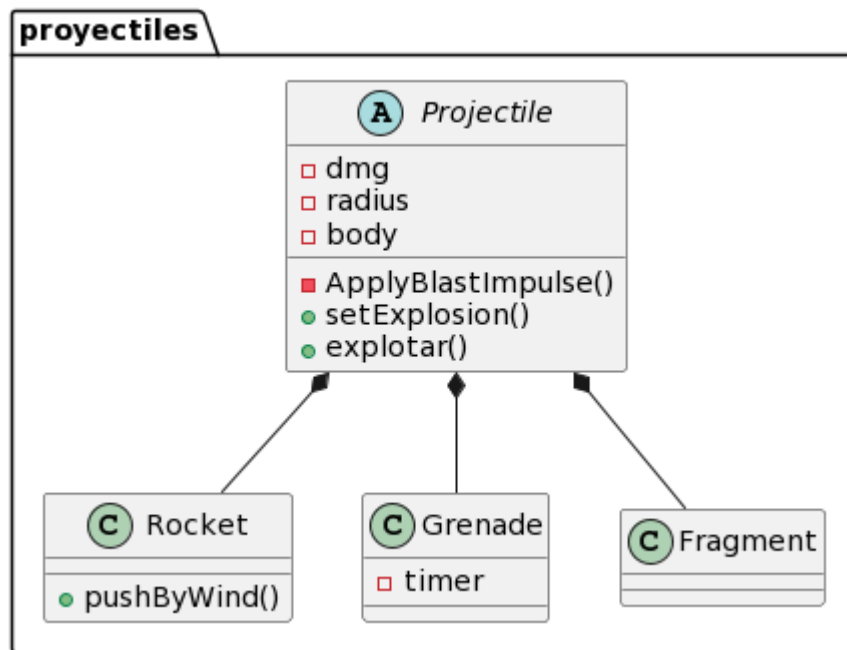 proyectiles
A Projectile
dmg
radius
body
ApplyBlastImpulse()
setExplosion()
explotar()
C Rocket
pushByWind()
C Grenade
timer
C Fragment